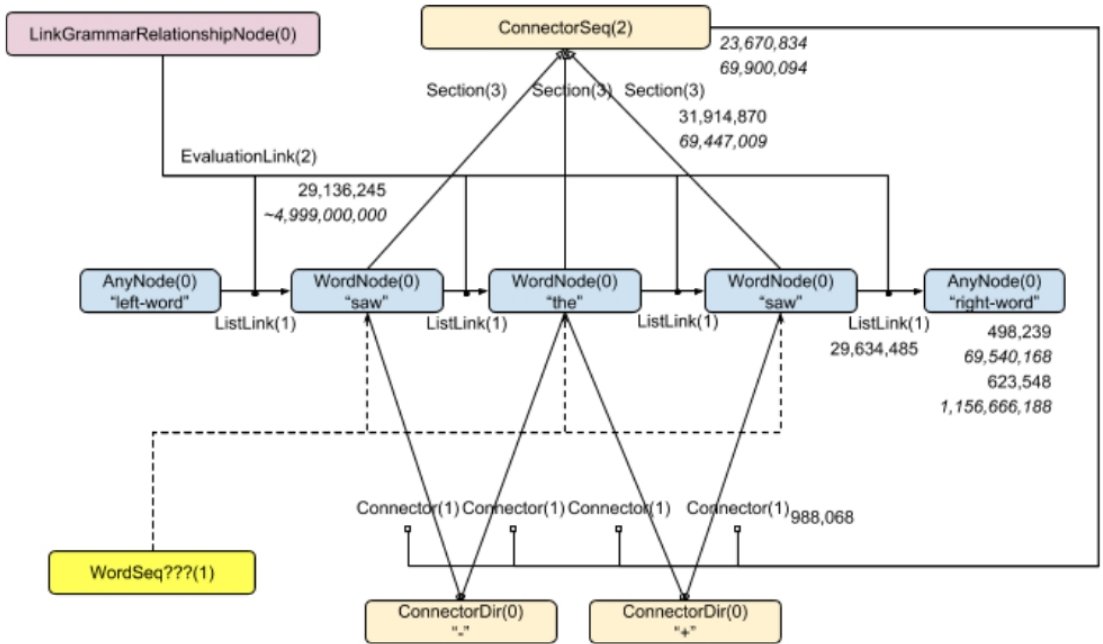 LinkGrammarRelationshipNode(0)
ConnectorSeq(2)
23,670,834
69,900,094
Section(3)
Section(3)
Section(3)
31,914,870
69,447,009
EvaluationLink(2)
29,136,245
~4,999,000,000
AnyNode(0)
"left-word"
WordNode(0)
"saw"
WordNode(0)
"the"
WordNode(0)
"saw"
AnyNode(0)
"right-word"
ListLink(1)
ListLink(1)
ListLink(1)
ListLink(1)
29,634,485
498,239
69,540,168
623,548
1,156,666,188
Connector(1)
Connector(1)
Connector(1)
Connector(1)
988,068
WordSeq???(1)
ConnectorDir(0)
"-"
ConnectorDir(0)
"+"